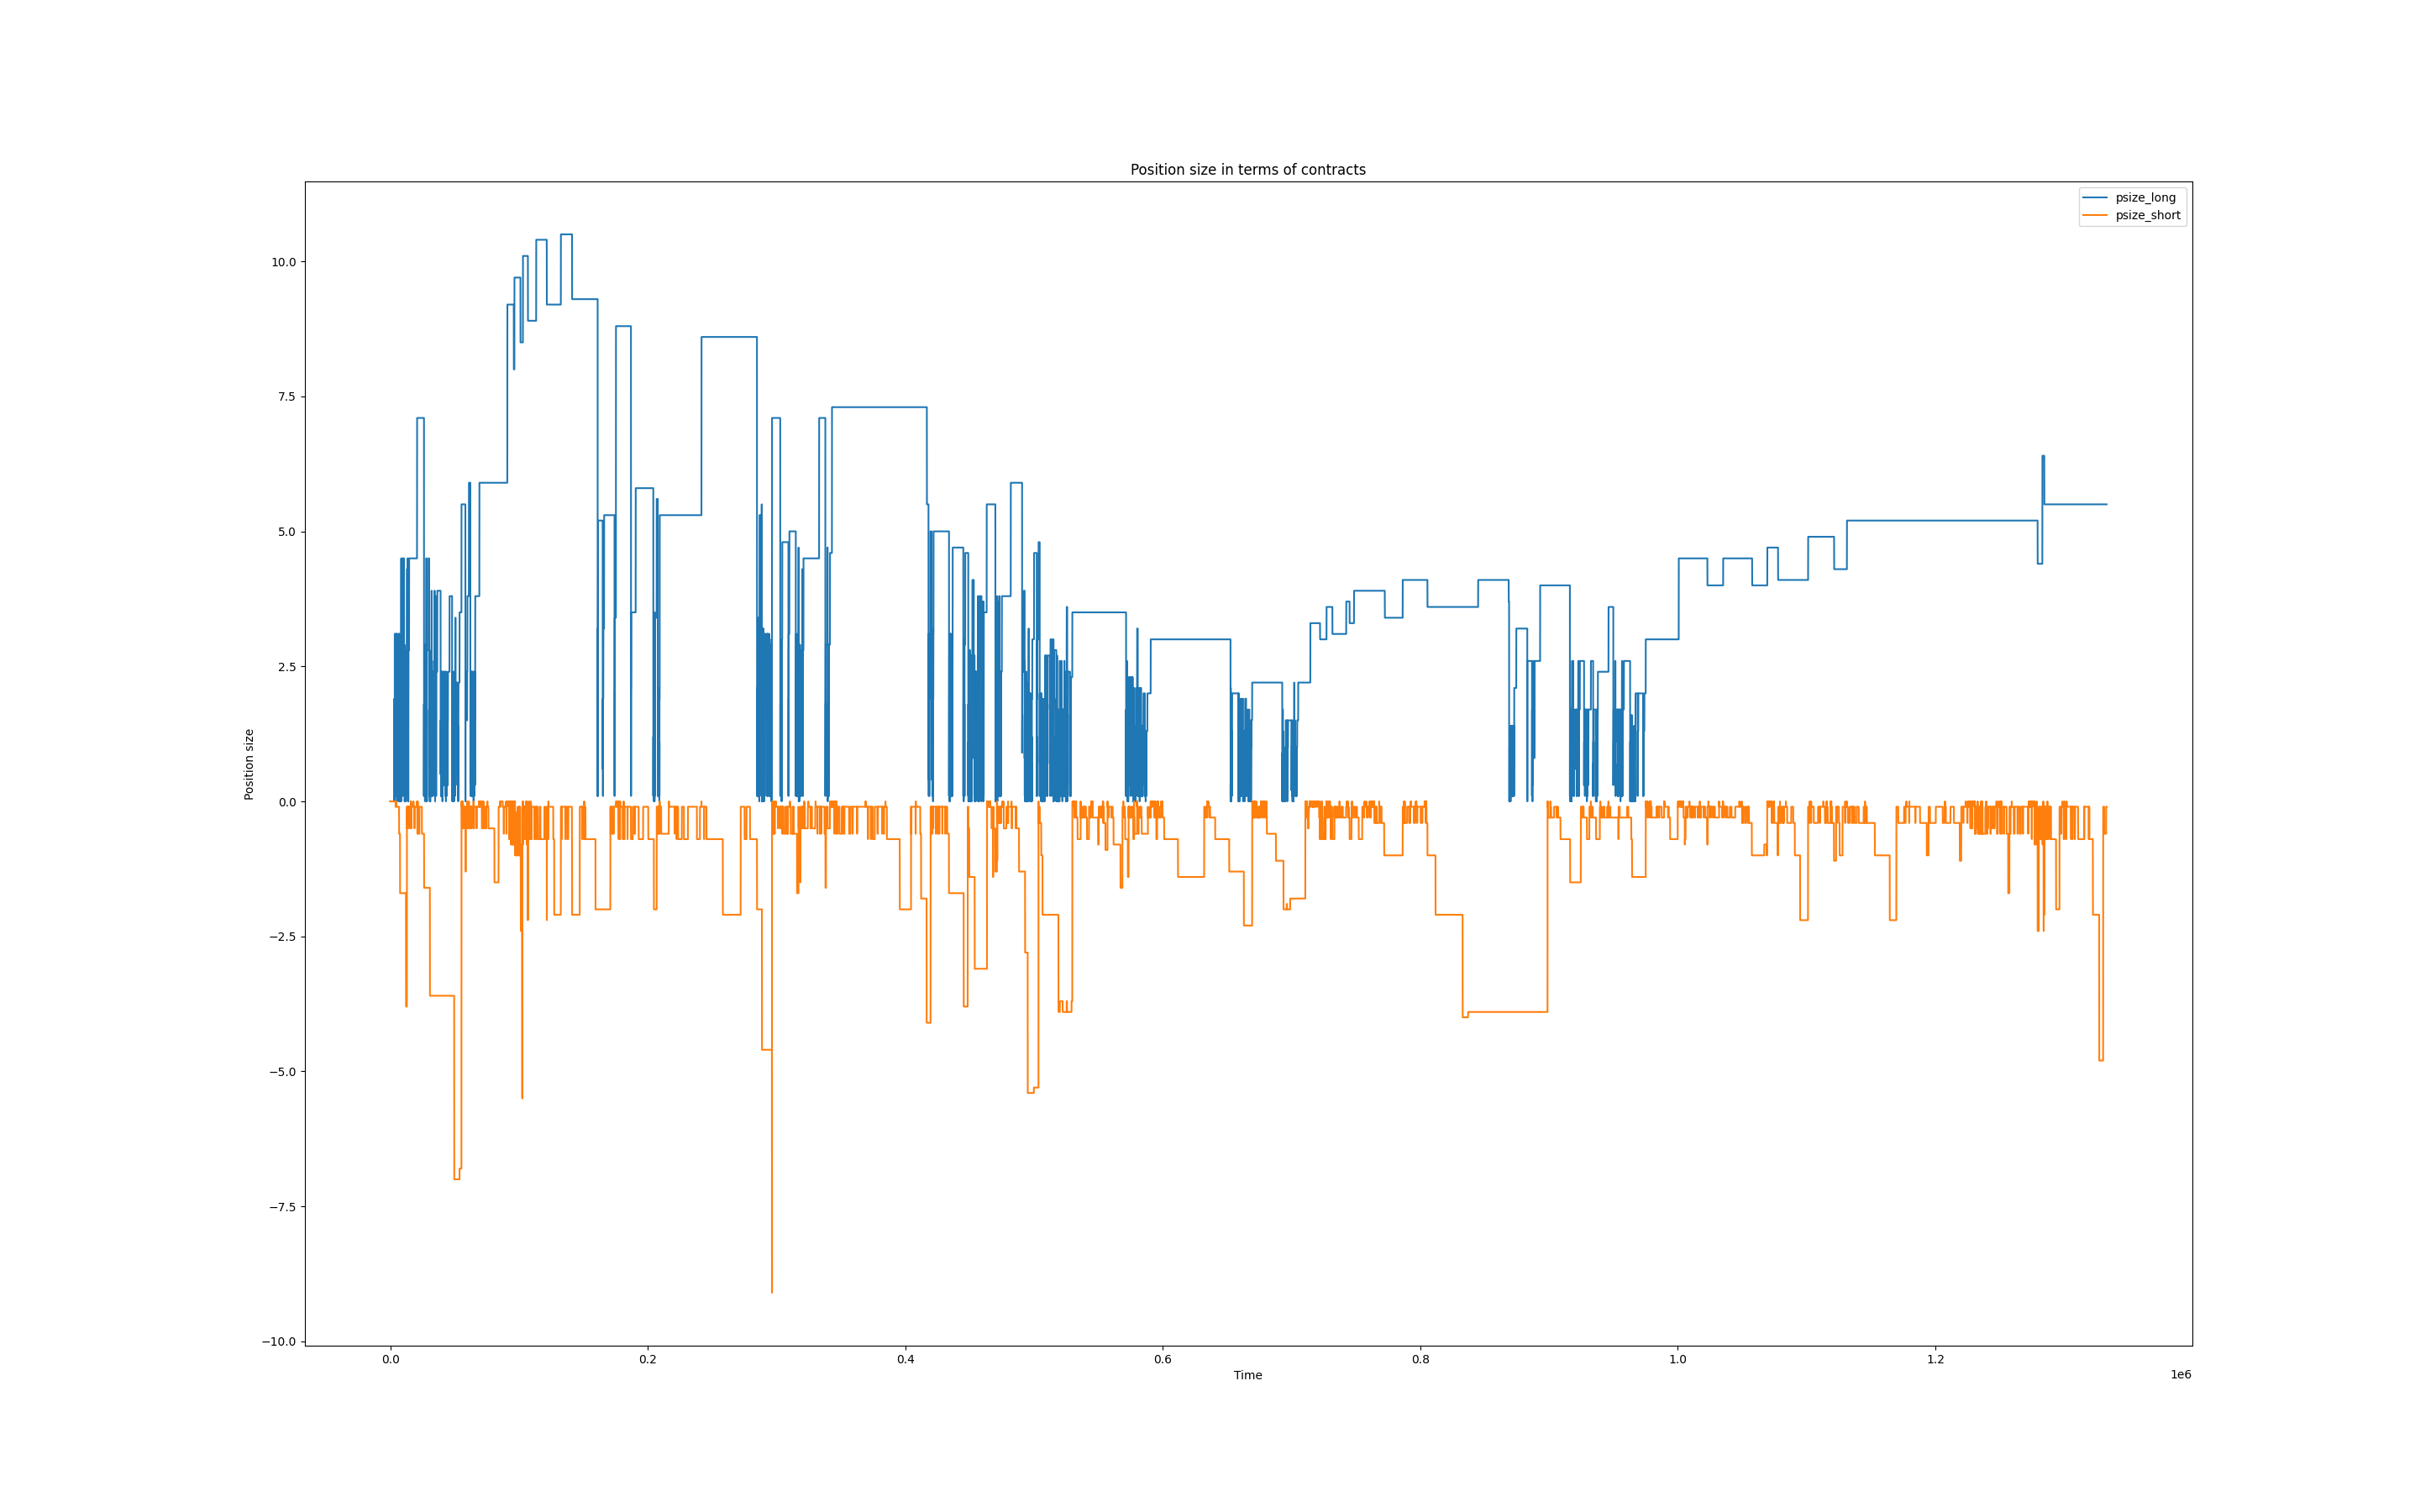 Position size in terms of contracts
psize_long
psize_short
10.0
7.5
5.0
2.5
0.0
−2.5
−5.0
−7.5
−10.0
Position size
0.0 0.2 0.4 0.6 0.8 1.0 1.2
Time
1e6